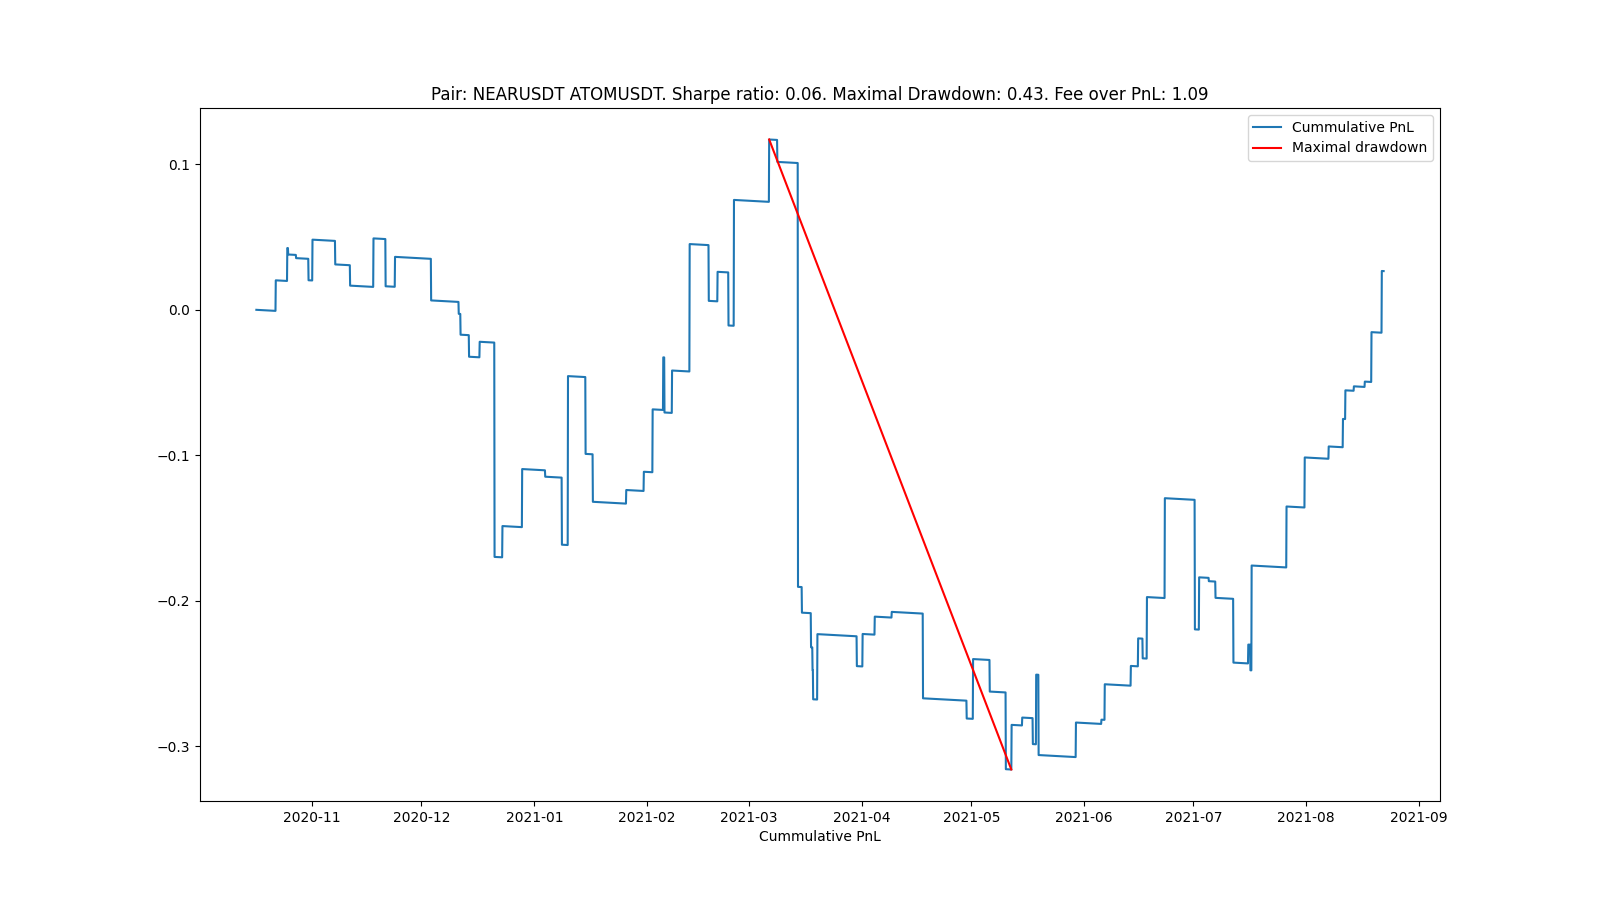 Pair: NEARUSDT ATOMUSDT. Sharpe ratio: 0.06. Maximal Drawdown: 0.43. Fee over PnL: 1.09
Cummulative PnL
Maximal drawdown
0.1
0.0
−0.1
−0.2
−0.3
2020-11 2020-12 2021-01 2021-02 2021-03 2021-04 2021-05 2021-06 2021-07 2021-08 2021-09
Cummulative PnL